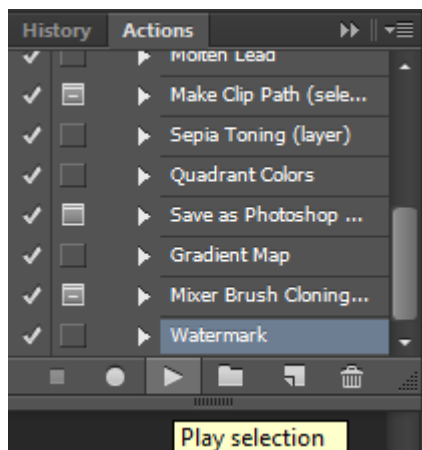 History Actions
Molten Lead
Make Clip Path (sele...
Sepia Toning (layer)
Quadrant Colors
Save as Photoshop ...
Gradient Map
Mixer Brush Cloning...
Watermark
Play selection